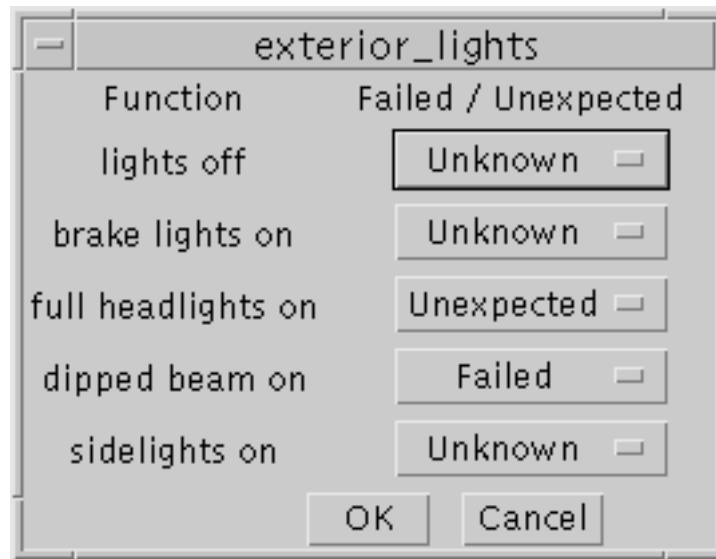 exterior_lights
Function Failed / Unexpected
lights off Unknown
brake lights on Unknown
full headlights on Unexpected
dipped beam on Failed
sidelights on Unknown
OK Cancel